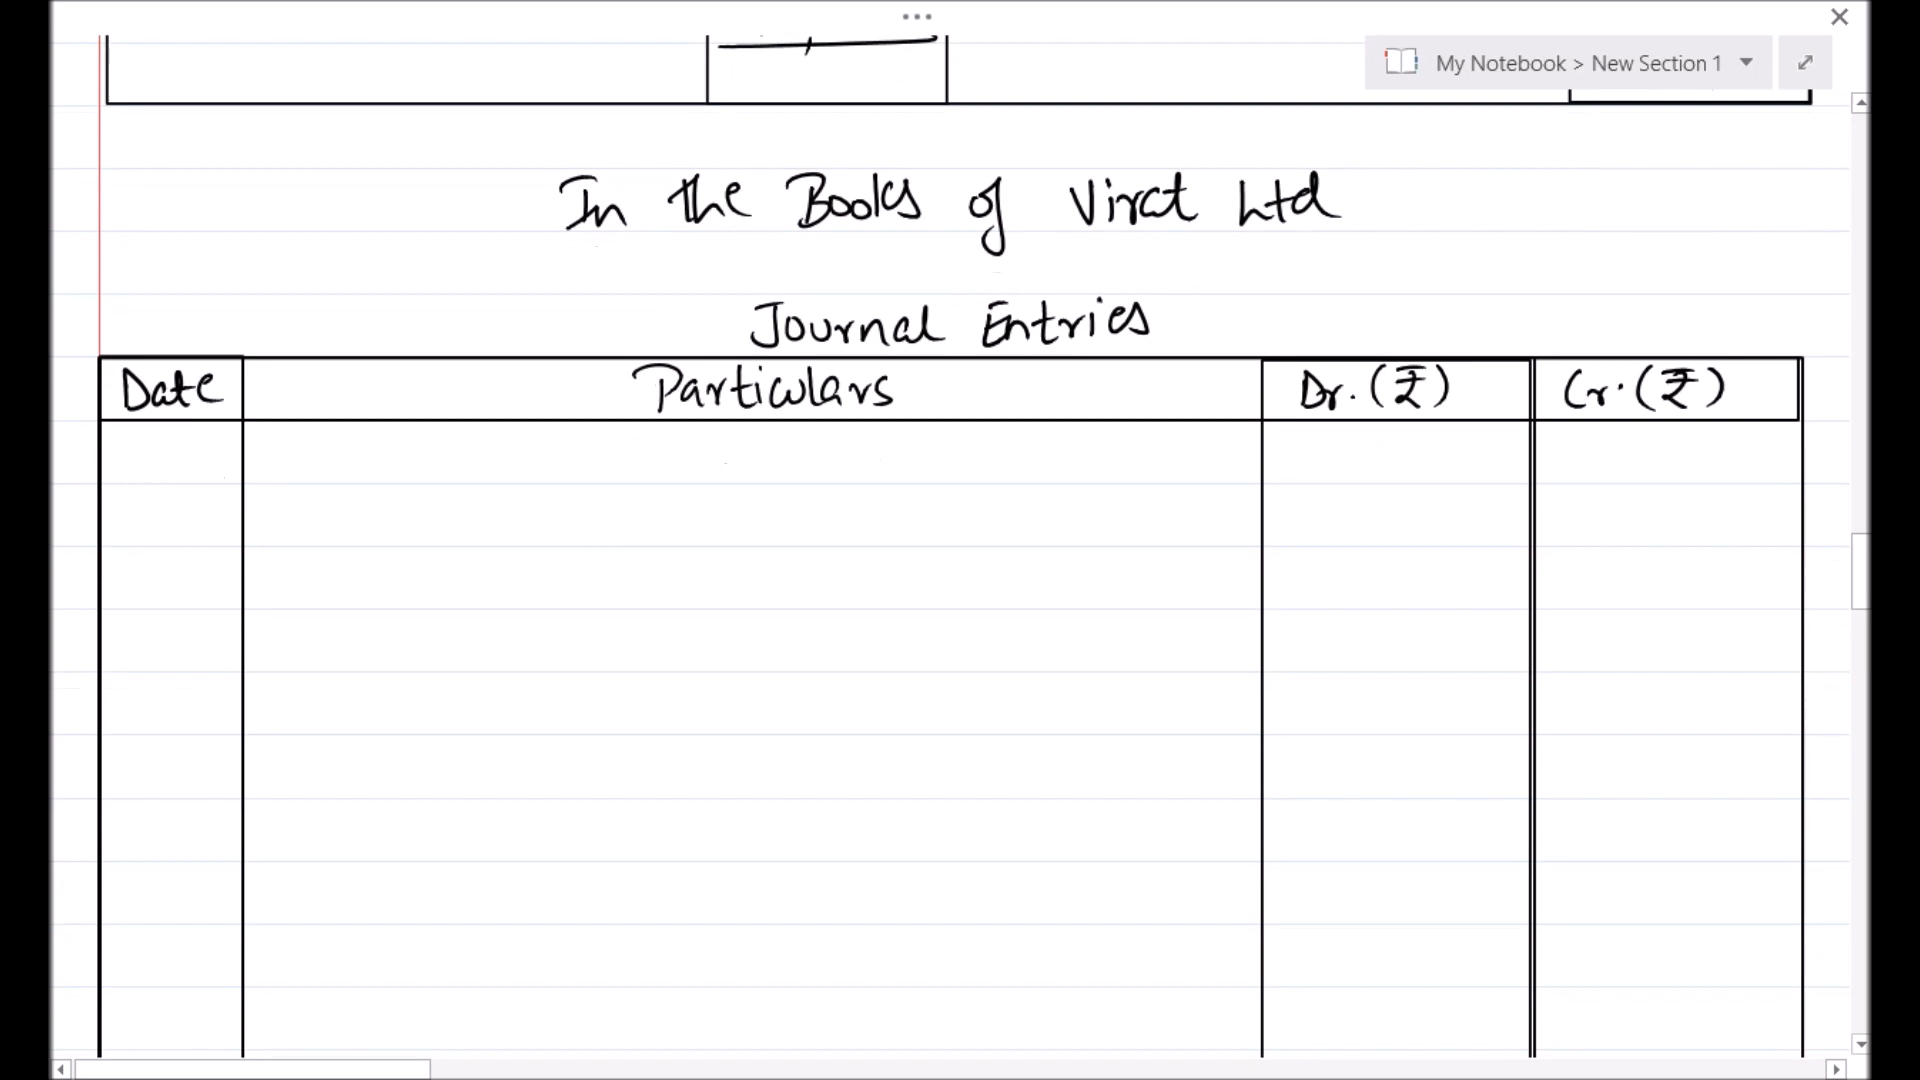 My Notebook > New Section 1
In the Books of Virat Ltd
Journal Entries
Date Particulars Dr. (₹) Cr. (₹)